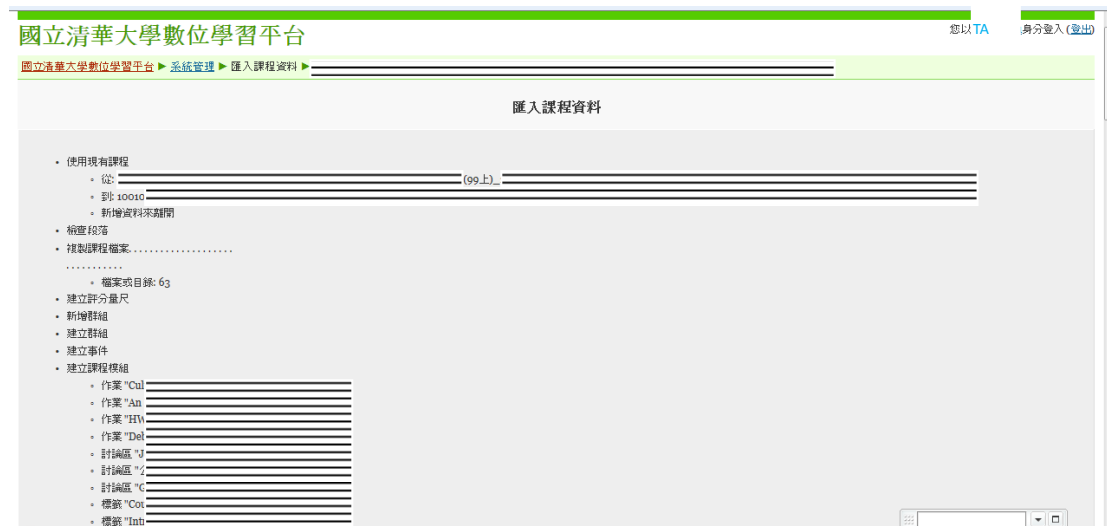 國立清華大學數位學習平台
您以TA 身分登入 (登出)
國立清華大學數位學習平台 ► 系統管理 ► 匯入課程資料 ►
匯入課程資料
使用現有課程
從: (99上)_
到: 10010
新增資料來離開
檢查段落
複製課程檔案. . . . . . . . . . . . . . . . . . . .
. . . . . . . . . . .
檔案或目錄: 63
建立評分量尺
新增群組
建立群組
建立事件
建立課程模組
作業 "Cul
作業 "An
作業 "HW
作業 "Deb
討論區 "J
討論區 "公
討論區 "G
標籤 "Cou
標籤 "Intr